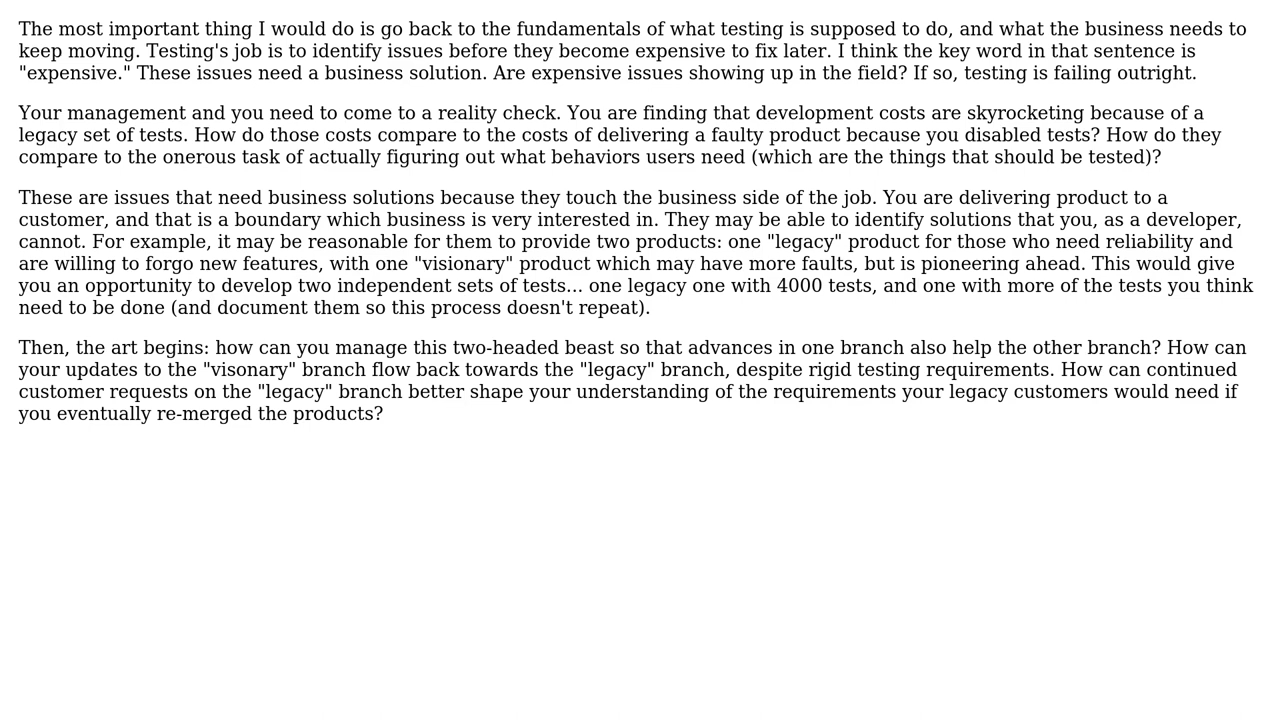 The most important thing I would do is go back to the fundamentals of what testing is supposed to do, and what the business needs to
keep moving. Testing's job is to identify issues before they become expensive to fix later. I think the key word in that sentence is
"expensive." These issues need a business solution. Are expensive issues showing up in the field? If so, testing is failing outright.
Your management and you need to come to a reality check. You are finding that development costs are skyrocketing because of a
legacy set of tests. How do those costs compare to the costs of delivering a faulty product because you disabled tests? How do they
compare to the onerous task of actually figuring out what behaviors users need (which are the things that should be tested)?
These are issues that need business solutions because they touch the business side of the job. You are delivering product to a
customer, and that is a boundary which business is very interested in. They may be able to identify solutions that you, as a developer,
cannot. For example, it may be reasonable for them to provide two products: one "legacy" product for those who need reliability and
are willing to forgo new features, with one "visionary" product which may have more faults, but is pioneering ahead. This would give
you an opportunity to develop two independent sets of tests... one legacy one with 4000 tests, and one with more of the tests you think
need to be done (and document them so this process doesn't repeat).
Then, the art begins: how can you manage this two-headed beast so that advances in one branch also help the other branch? How can
your updates to the "visonary" branch flow back towards the "legacy" branch, despite rigid testing requirements. How can continued
customer requests on the "legacy" branch better shape your understanding of the requirements your legacy customers would need if
you eventually re-merged the products?